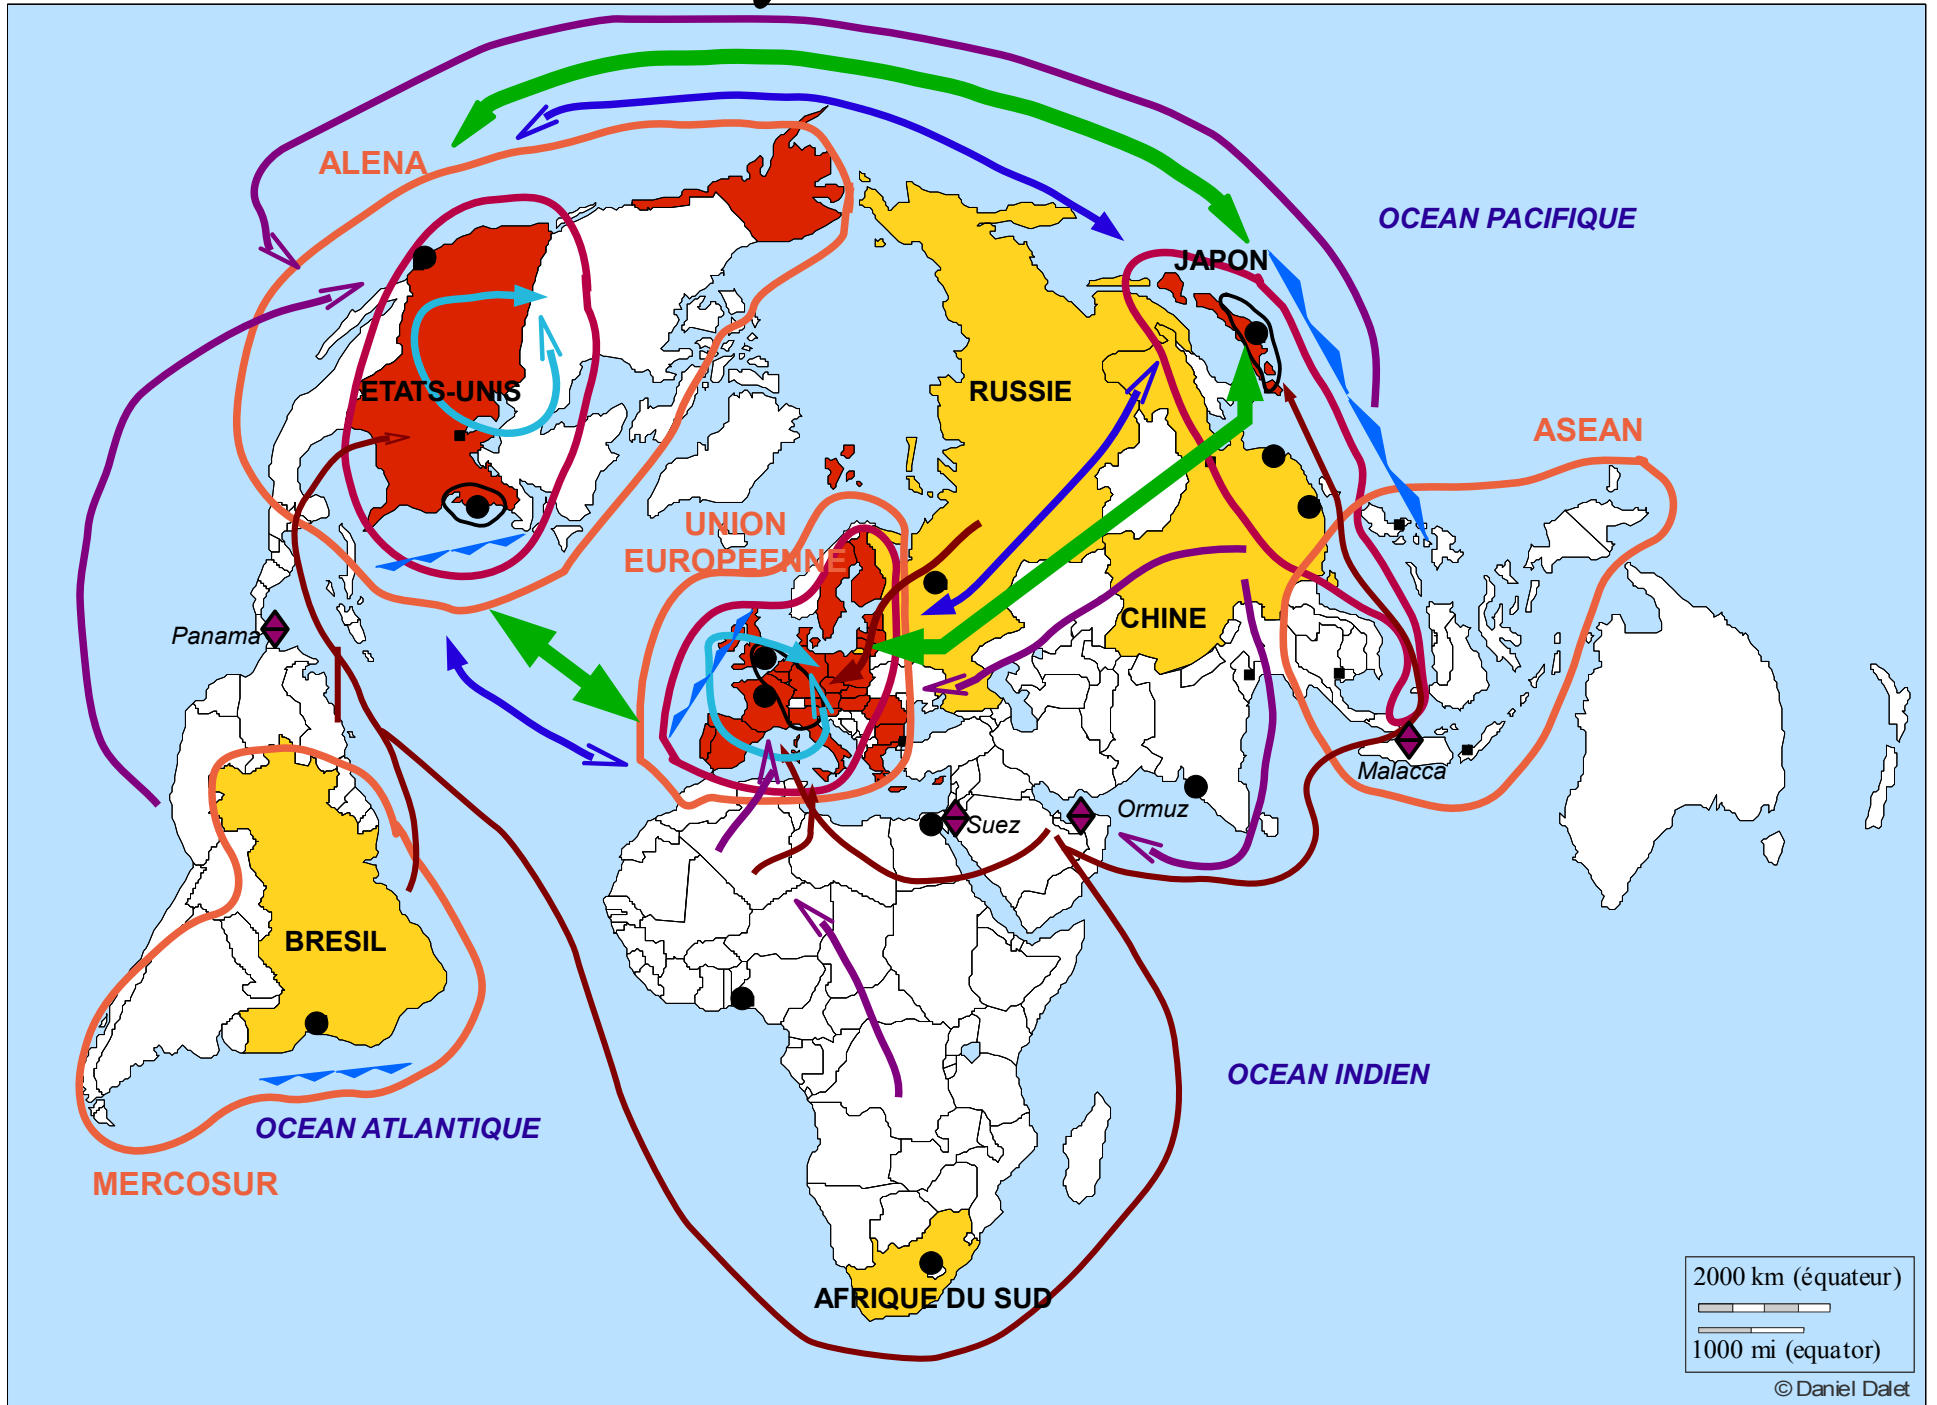 ALENA
OCEAN PACIFIQUE
JAPON
ETATS-UNIS
RUSSIE
ASEAN
UNION
EUROPEENNE
CHINE
Panama
Malacca
Ormuz
Suez
BRESIL
OCEAN INDIEN
OCEAN ATLANTIQUE
MERCOSUR
AFRIQUE DU SUD
2000 km (équateur)
1000 mi (equator)
© Daniel Dalet